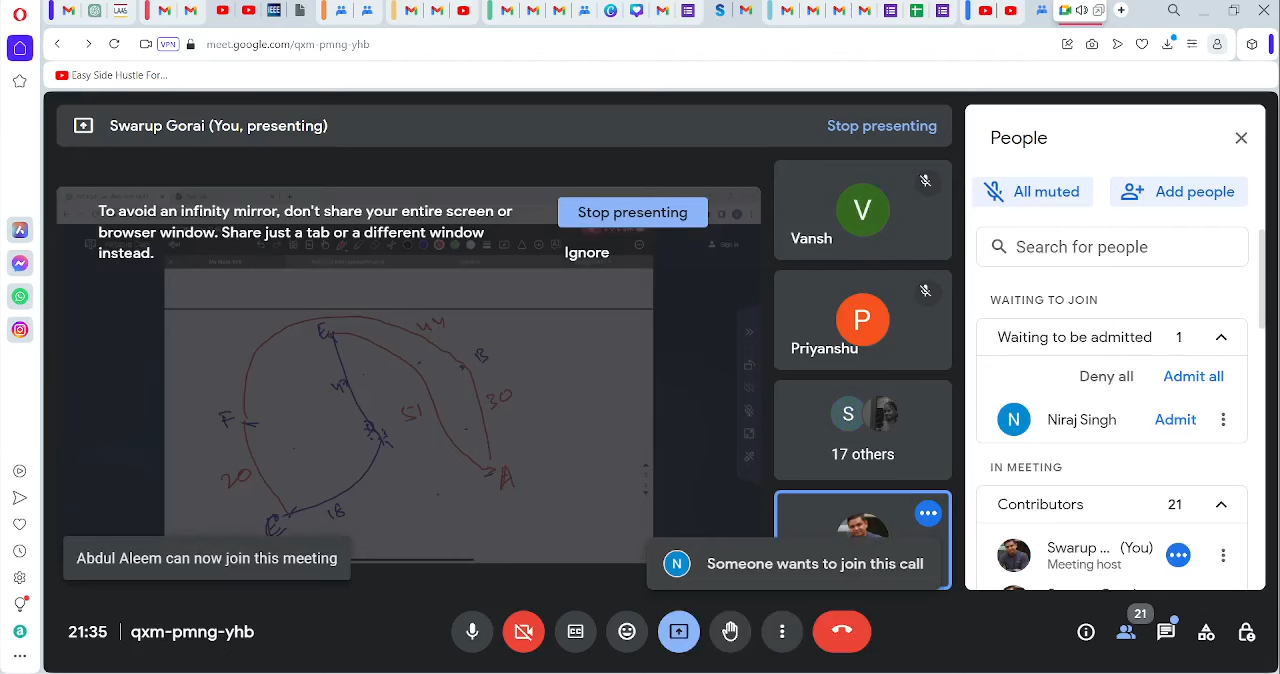 meet.google.com/qxm-pmng-yhb
VPN
Easy Side Hustle For...
Swarup Gorai (You, presenting)
Stop presenting
To avoid an infinity mirror, don't share your entire screen or
browser window. Share just a tab or a different window
instead.
Stop presenting
Ignore
E
44
B
30
51
F
20
18
A
Abdul Aleem can now join this meeting
V
Vansh
P
Priyanshu
S
17 others
N
Someone wants to join this call
People
All muted
Add people
Search for people
WAITING TO JOIN
Waiting to be admitted 1
Deny all
Admit all
N
Niraj Singh
Admit
IN MEETING
Contributors 21
Swarup ... (You)
Meeting host
21:35 | qxm-pmng-yhb
21